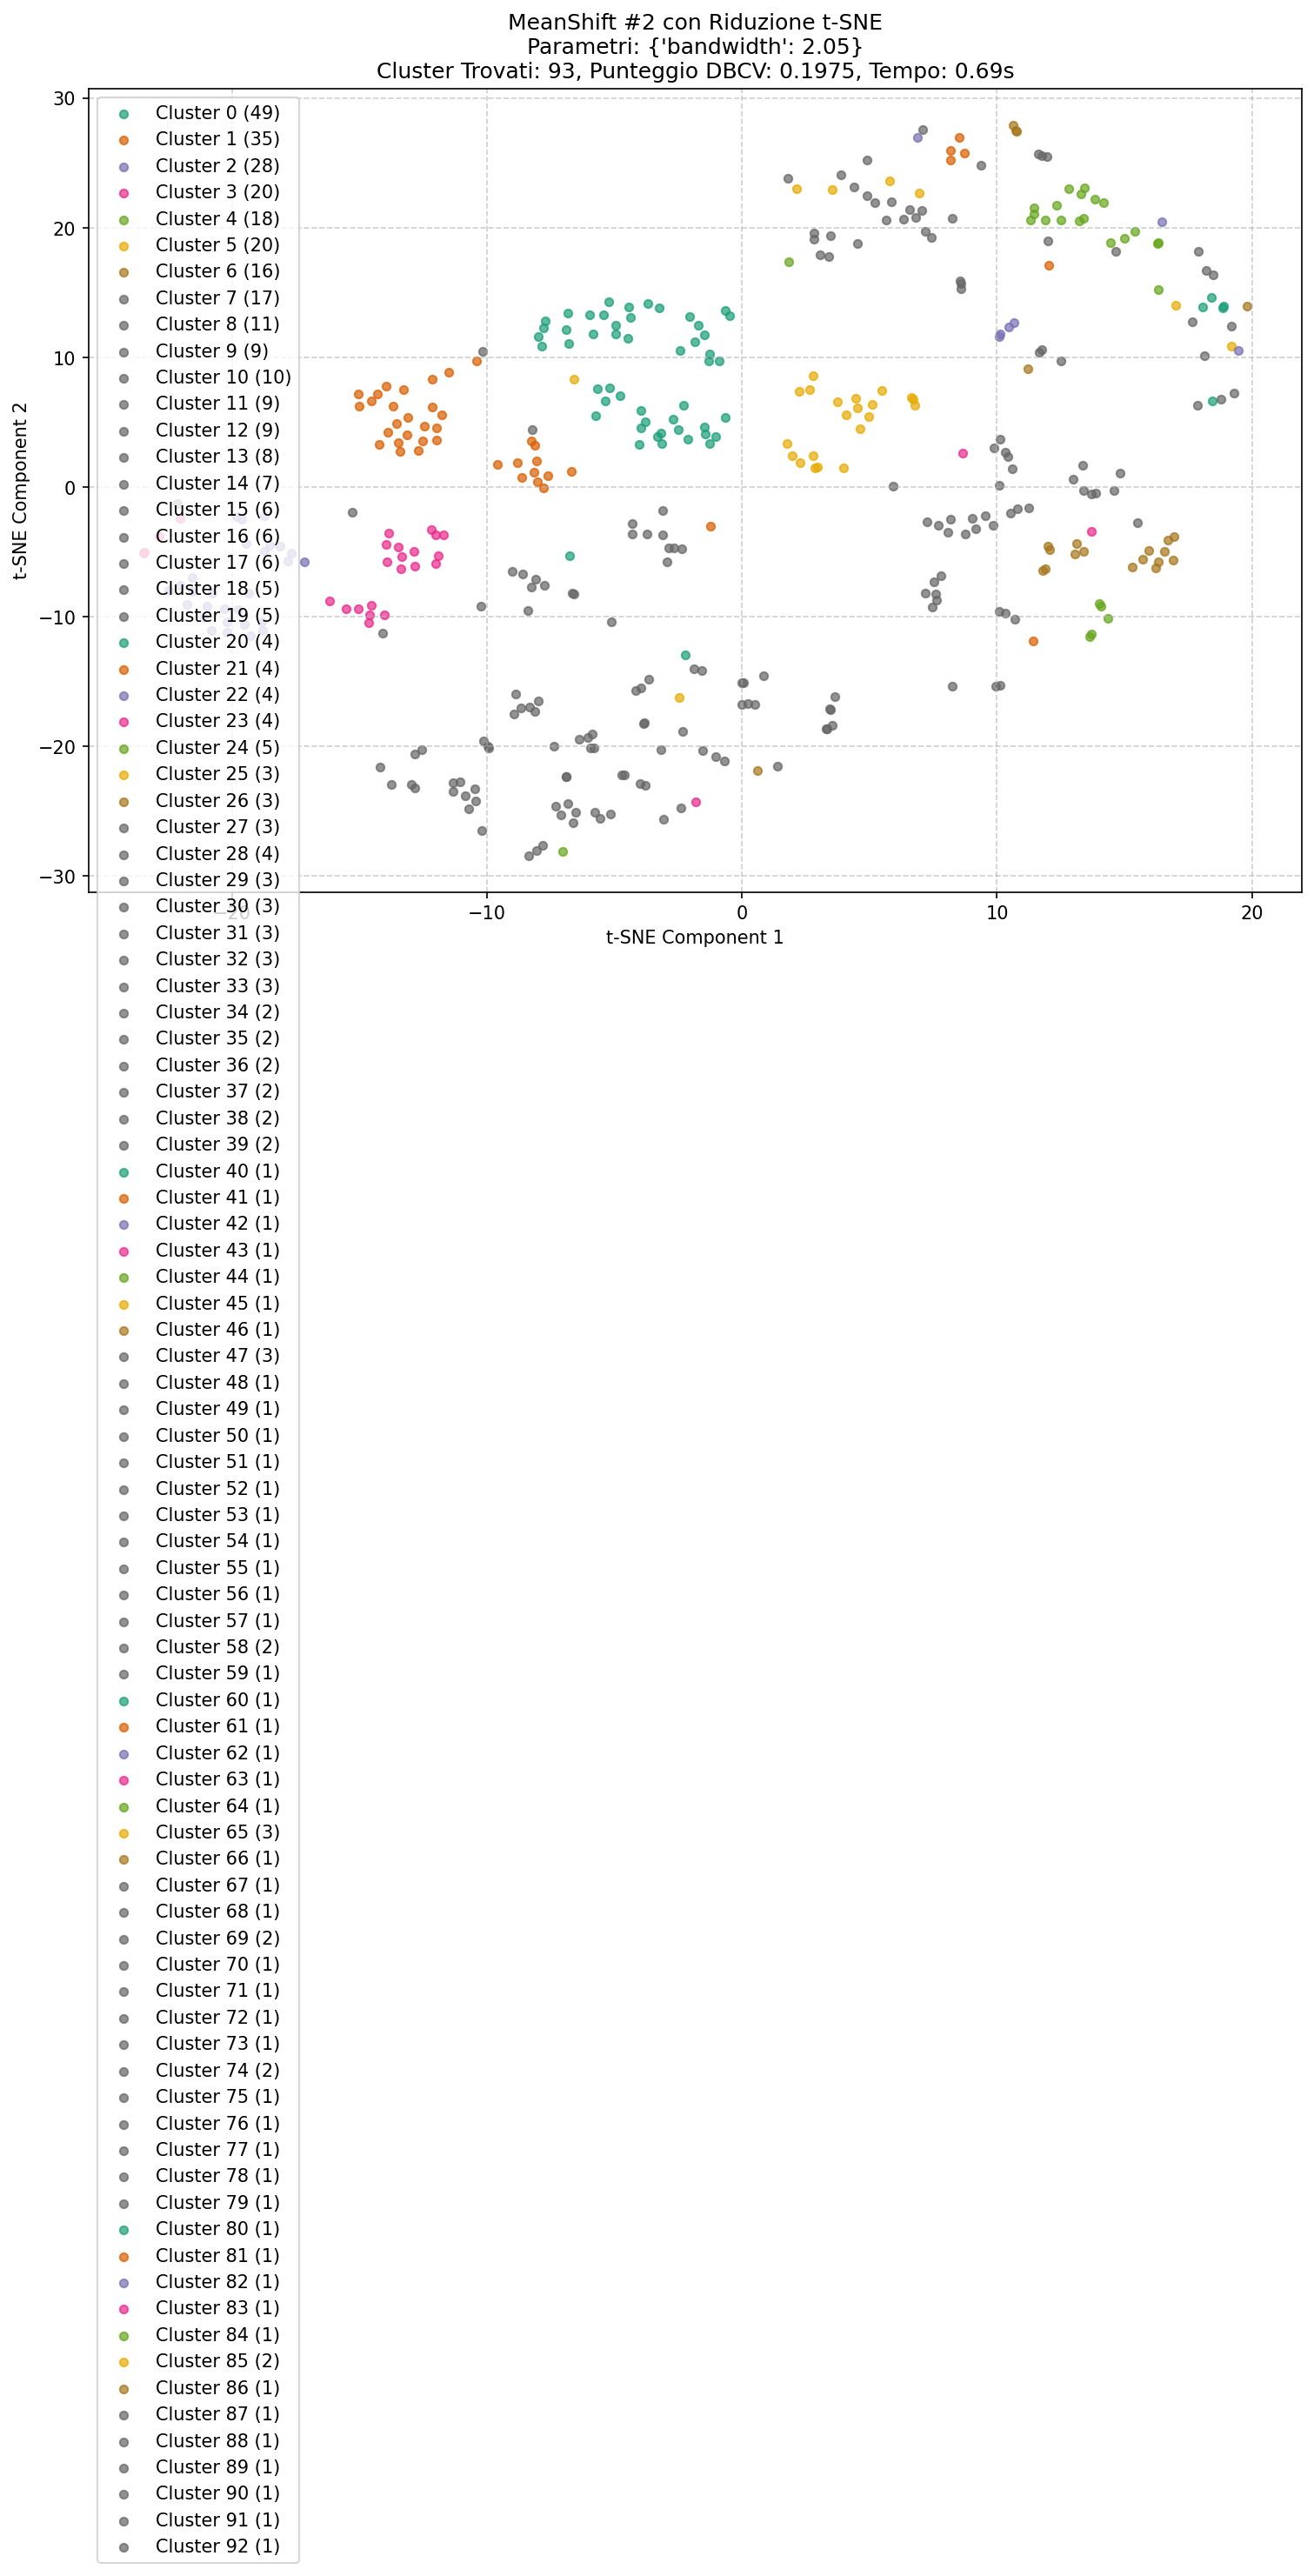 MeanShift #2 con Riduzione t-SNE
Parametri: {'bandwidth': 2.05}
Cluster Trovati: 93, Punteggio DBCV: 0.1975, Tempo: 0.69s
t-SNE Component 2
30
20
10
0
−10
−20
−30
Cluster 0 (49)
Cluster 1 (35)
Cluster 2 (28)
Cluster 3 (20)
Cluster 4 (18)
Cluster 5 (20)
Cluster 6 (16)
Cluster 7 (17)
Cluster 8 (11)
Cluster 9 (9)
Cluster 10 (10)
Cluster 11 (9)
Cluster 12 (9)
Cluster 13 (8)
Cluster 14 (7)
Cluster 15 (6)
Cluster 16 (6)
Cluster 17 (6)
Cluster 18 (5)
Cluster 19 (5)
Cluster 20 (4)
Cluster 21 (4)
Cluster 22 (4)
Cluster 23 (4)
Cluster 24 (5)
Cluster 25 (3)
Cluster 26 (3)
Cluster 27 (3)
Cluster 28 (4)
Cluster 29 (3)
Cluster 30 (3)
Cluster 31 (3)
Cluster 32 (3)
Cluster 33 (3)
Cluster 34 (2)
Cluster 35 (2)
Cluster 36 (2)
Cluster 37 (2)
Cluster 38 (2)
Cluster 39 (2)
Cluster 40 (1)
Cluster 41 (1)
Cluster 42 (1)
Cluster 43 (1)
Cluster 44 (1)
Cluster 45 (1)
Cluster 46 (1)
Cluster 47 (3)
Cluster 48 (1)
Cluster 49 (1)
Cluster 50 (1)
Cluster 51 (1)
Cluster 52 (1)
Cluster 53 (1)
Cluster 54 (1)
Cluster 55 (1)
Cluster 56 (1)
Cluster 57 (1)
Cluster 58 (2)
Cluster 59 (1)
Cluster 60 (1)
Cluster 61 (1)
Cluster 62 (1)
Cluster 63 (1)
Cluster 64 (1)
Cluster 65 (3)
Cluster 66 (1)
Cluster 67 (1)
Cluster 68 (1)
Cluster 69 (2)
Cluster 70 (1)
Cluster 71 (1)
Cluster 72 (1)
Cluster 73 (1)
Cluster 74 (2)
Cluster 75 (1)
Cluster 76 (1)
Cluster 77 (1)
Cluster 78 (1)
Cluster 79 (1)
Cluster 80 (1)
Cluster 81 (1)
Cluster 82 (1)
Cluster 83 (1)
Cluster 84 (1)
Cluster 85 (2)
Cluster 86 (1)
Cluster 87 (1)
Cluster 88 (1)
Cluster 89 (1)
Cluster 90 (1)
Cluster 91 (1)
Cluster 92 (1)
−20 −10 0 10 20
t-SNE Component 1